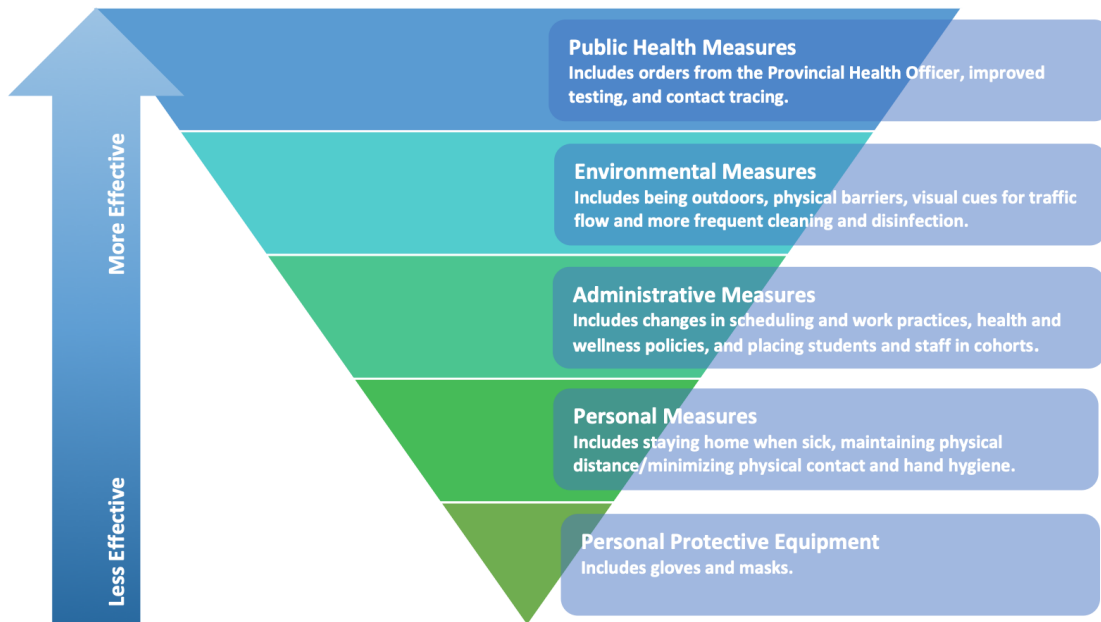 More Effective
Less Effective
Public Health Measures
Includes orders from the Provincial Health Officer, improved
testing, and contact tracing.
Environmental Measures
Includes being outdoors, physical barriers, visual cues for traffic
flow and more frequent cleaning and disinfection.
Administrative Measures
Includes changes in scheduling and work practices, health and
wellness policies, and placing students and staff in cohorts.
Personal Measures
Includes staying home when sick, maintaining physical
distance/minimizing physical contact and hand hygiene.
Personal Protective Equipment
Includes gloves and masks.